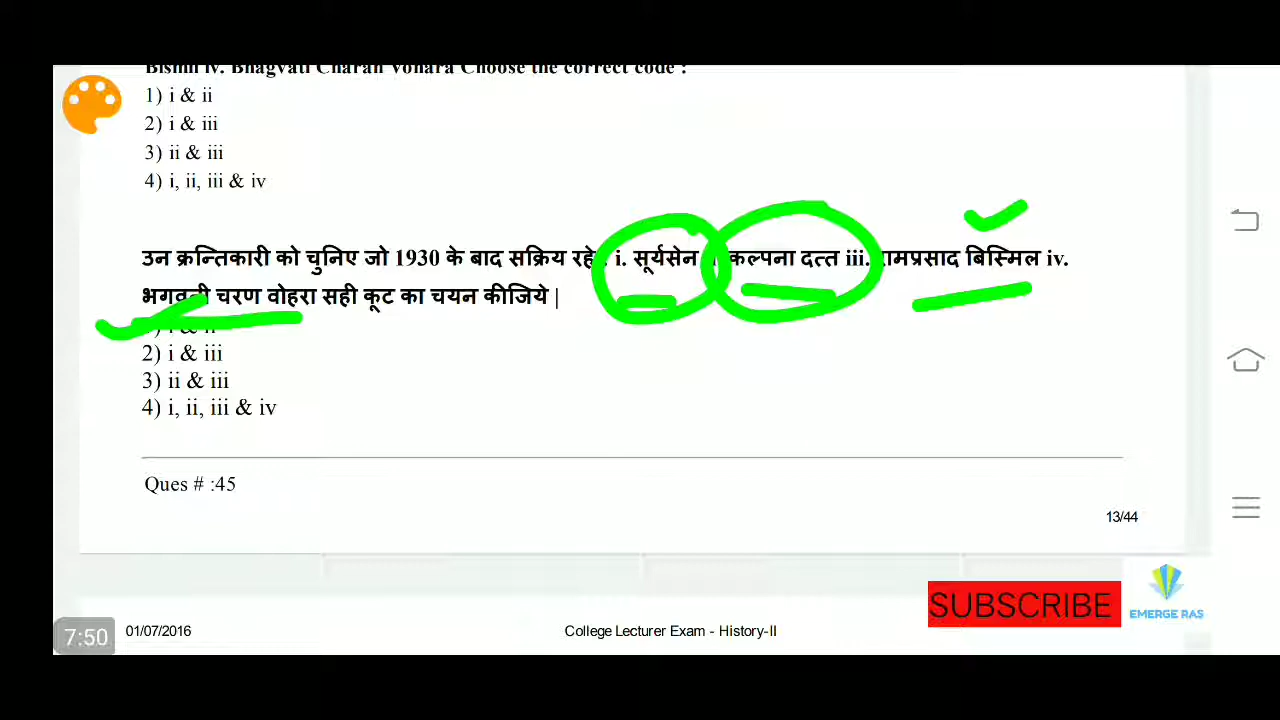 Bismil iv. Bhagvati Charan Vohara Choose the correct code :
1) i & ii
2) i & iii
3) ii & iii
4) i, ii, iii & iv
उन क्रन्तिकारी को चुनिए जो 1930 के बाद सक्रिय रहे : i. सूर्यसेन कल्पना दत्त iii. रामप्रसाद बिस्मिल iv.
भगवती चरण वोहरा सही कूट का चयन कीजिये |
1) i & ii
2) i & iii
3) ii & iii
4) i, ii, iii & iv
Ques # :45
13/44
SUBSCRIBE
EMERGE RAS
7:50
01/07/2016
College Lecturer Exam - History-II